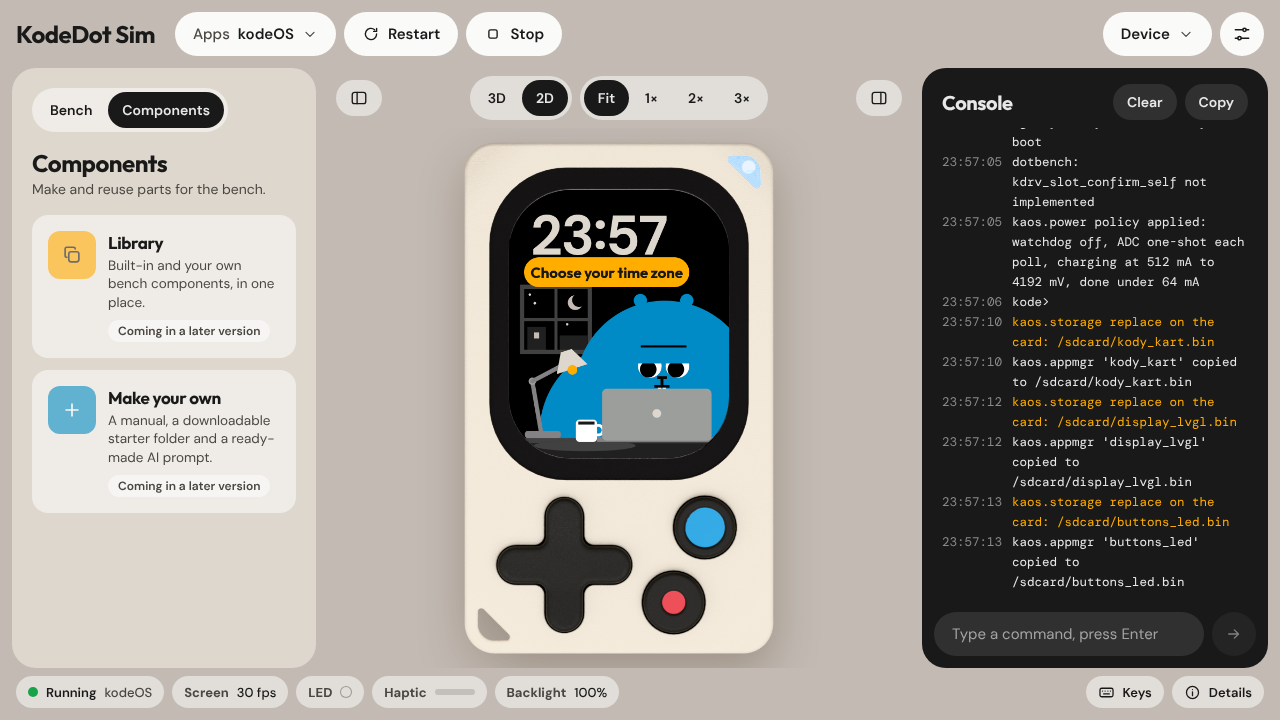 KodeDot Sim
Apps kodeOS
Restart
Stop
Device
Bench
Components
Components
Make and reuse parts for the bench.
Library
Built-in and your own
bench components, in one
place.
Coming in a later version
Make your own
A manual, a downloadable
starter folder and a ready-
made AI prompt.
Coming in a later version
3D
2D
Fit
1×
2×
3×
23:57
Choose your time zone
Console
Clear
Copy
boot
23:57:05 dotbench:
kdrv_slot_confirm_self not
implemented
23:57:05 kaos.power policy applied:
watchdog off, ADC one-shot each
poll, charging at 512 mA to
4192 mV, done under 64 mA
23:57:06 kode>
23:57:10 kaos.storage replace on the
card: /sdcard/kody_kart.bin
23:57:10 kaos.appmgr 'kody_kart' copied
to /sdcard/kody_kart.bin
23:57:12 kaos.storage replace on the
card: /sdcard/display_lvgl.bin
23:57:12 kaos.appmgr 'display_lvgl'
copied to
/sdcard/display_lvgl.bin
23:57:13 kaos.storage replace on the
card: /sdcard/buttons_led.bin
23:57:13 kaos.appmgr 'buttons_led'
copied to
/sdcard/buttons_led.bin
Type a command, press Enter
Running kodeOS
Screen 30 fps
LED
Haptic
Backlight 100%
Keys
Details